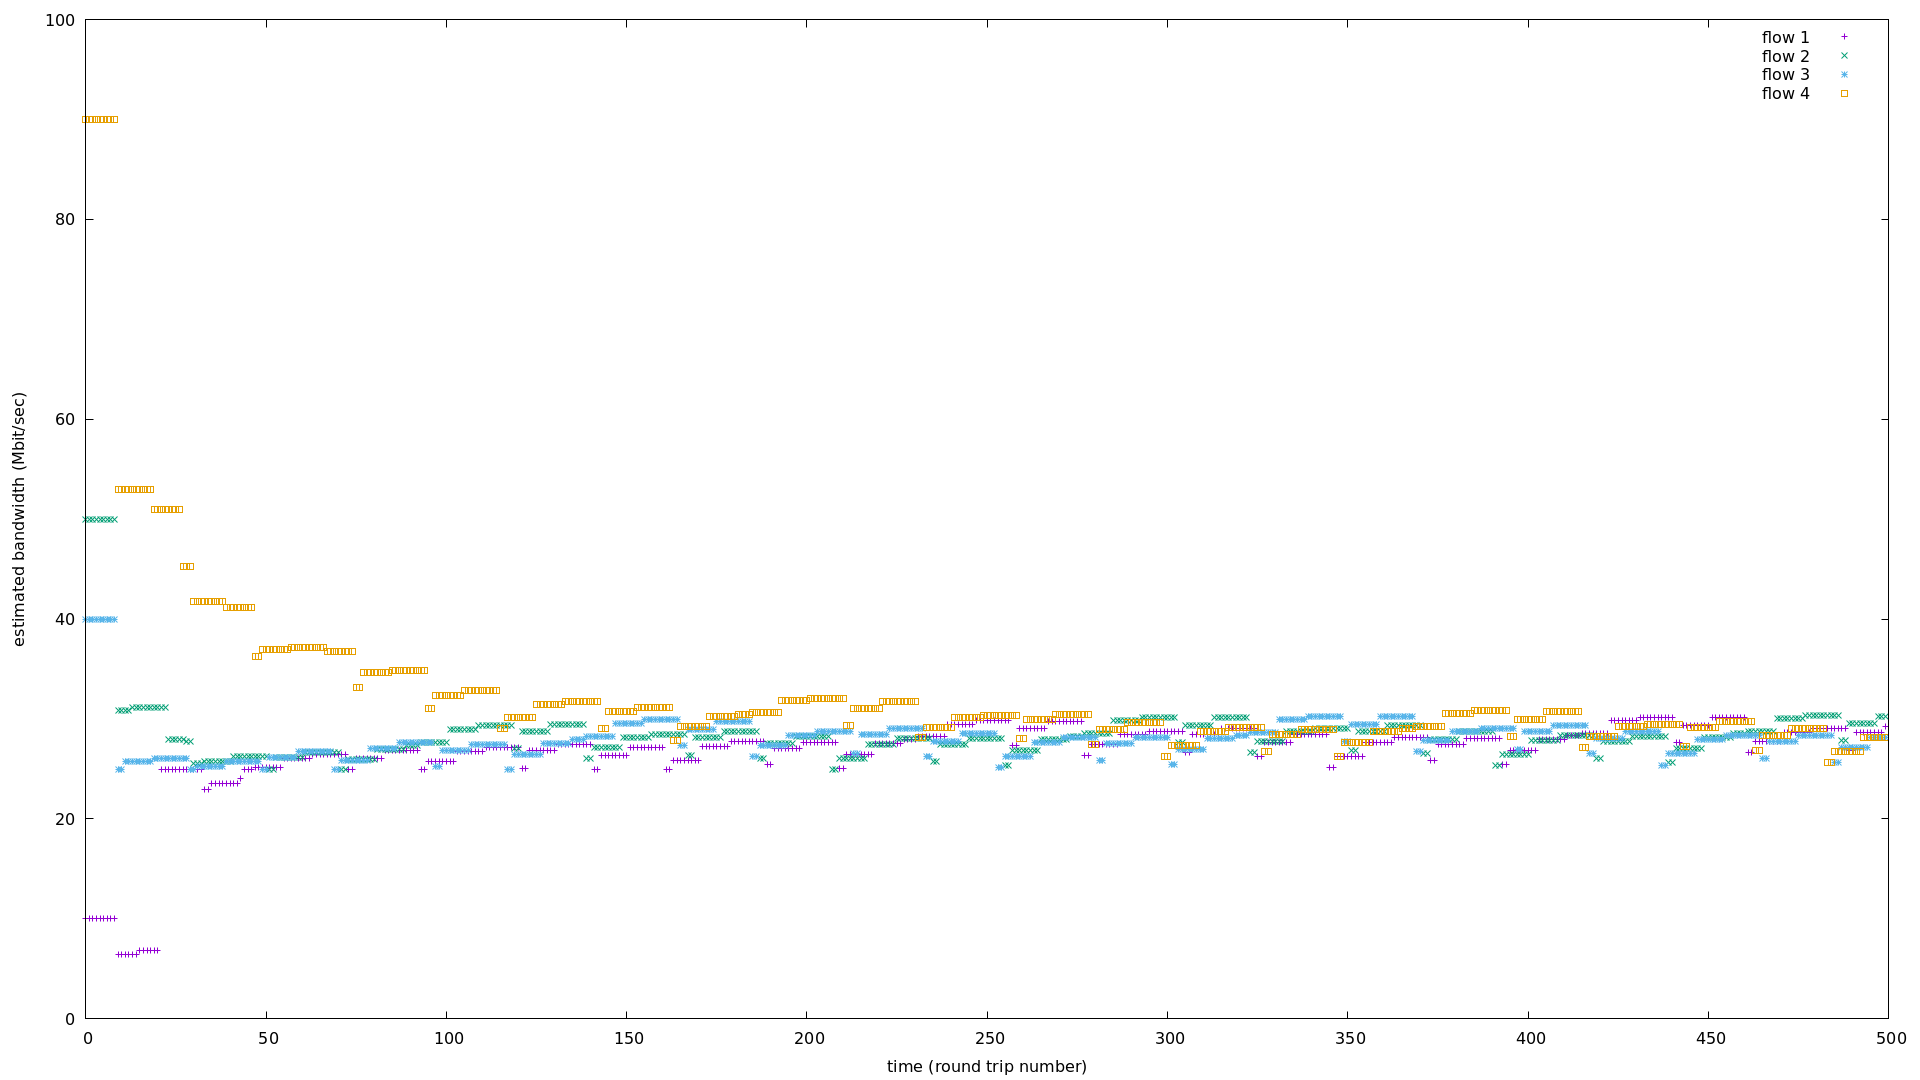 100
80
60
40
20
0
estimated bandwidth (Mbit/sec)
flow 1
flow 2
flow 3
flow 4
0 50 100 150 200 250 300 350 400 450 500
time (round trip number)